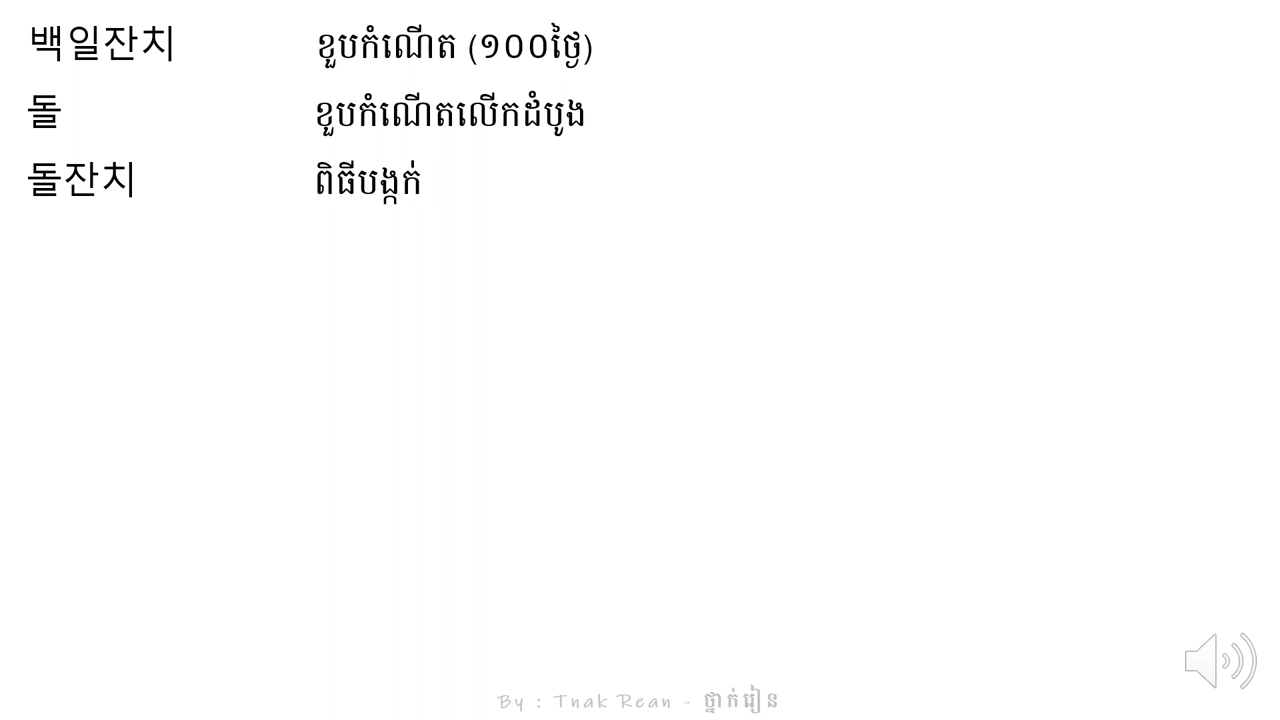 백일잔치 ខួបកំណើត (១០០ថ្ងៃ)
돌 ខួបកំណើតលើកដំបូង
돌잔치 ពិធីបង្កក់
By : Tnak Rean - ថ្នាក់រៀន